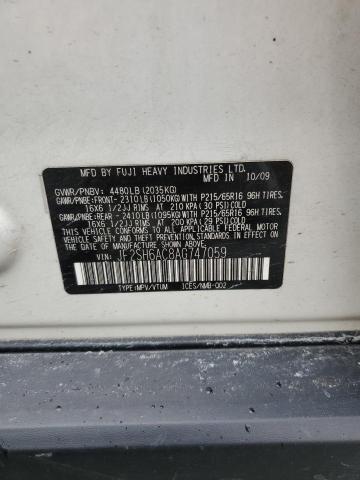 MFD. BY FUJI HEAVY INDUSTRIES LTD.
MFD. IN 10/09
GVWR/PNBV: 4480LB(2035KG)
GAWR/PNBE:FRONT- 2310LB(1050KG)WITH P215/65R16 96H TIRES,
16X6 1/2JJ RIMS AT 210 KPA( 30 PSI)COLD
GAWR/PNBE:REAR - 2410LB(1095KG)WITH P215/65R16 96H TIRES,
16X6 1/2JJ RIMS AT 200 KPA( 29 PSI)COLD
THIS VEHICLE CONFORMS TO ALL APPLICABLE FEDERAL MOTOR VEHICLE
SAFETY AND THEFT PREVENTION STANDARDS IN EFFECT ON THE
DATE OF MANUFACTURE SHOWN ABOVE.
V.I.N.: JF2SH6AC8AG747059
TYPE:MPV/VTUM ICES/NMB-002